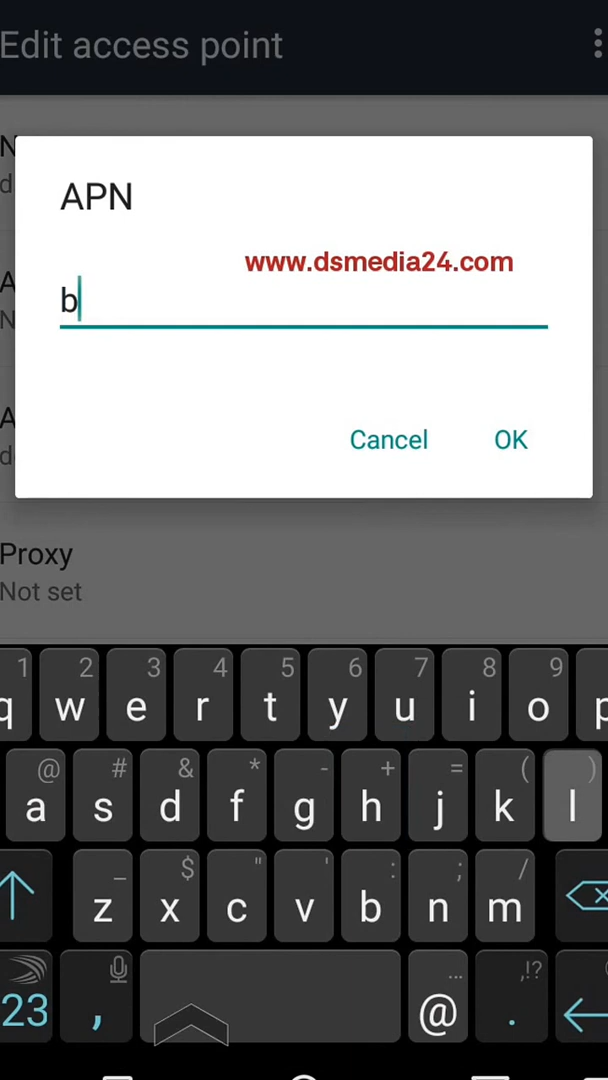 Edit access point
N
d
APN
www.dsmedia24.com
A
b
N
A
Cancel
OK
d
Proxy
Not set
1 2 3 4 5 6 7 8 9
q w e r t y u i o p
@ # & * - + = ( )
a s d f g h j k l
_ $ " ' : ; /
z x c v b n m
... ,!?
123 , @ .